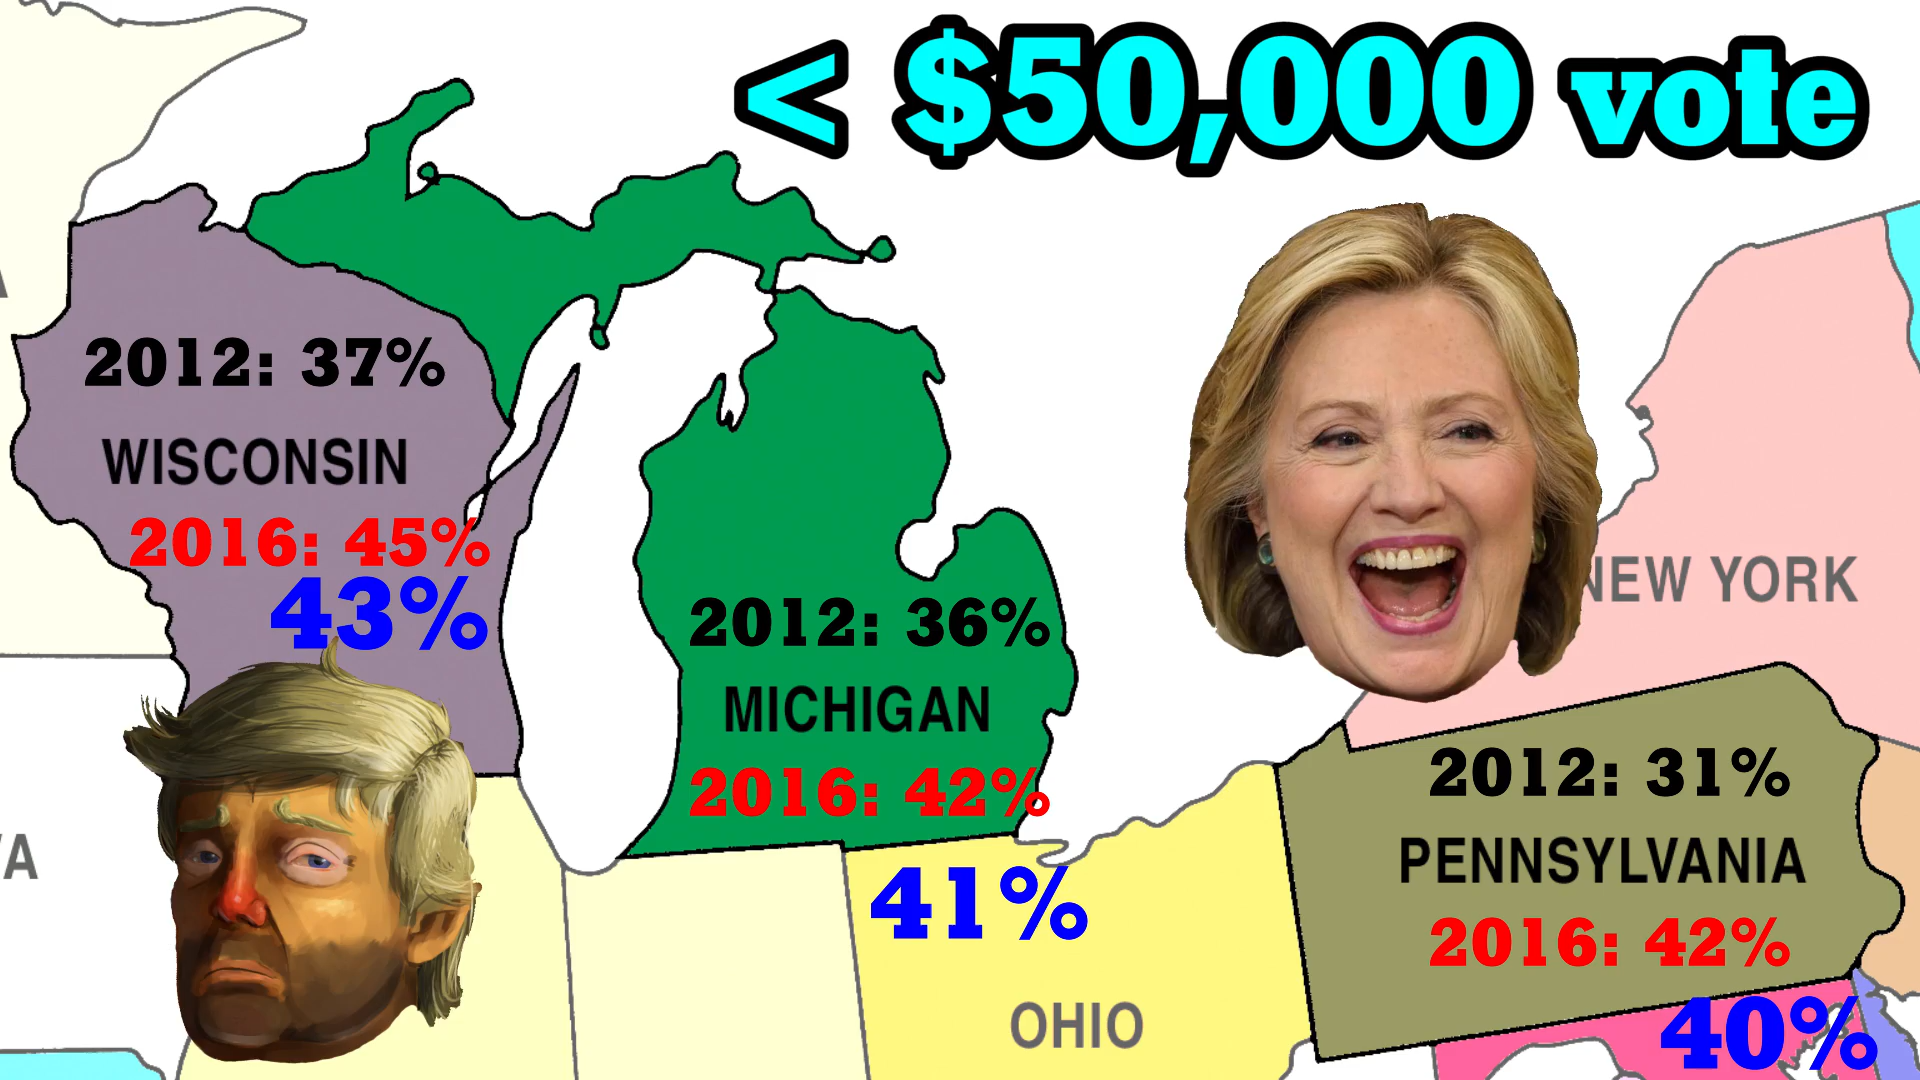 < $50,000 vote
2012: 37%
WISCONSIN
2016: 45%
43%
2012: 36%
MICHIGAN
2016: 42%
41%
OHIO
NEW YORK
2012: 31%
PENNSYLVANIA
2016: 42%
40%
A